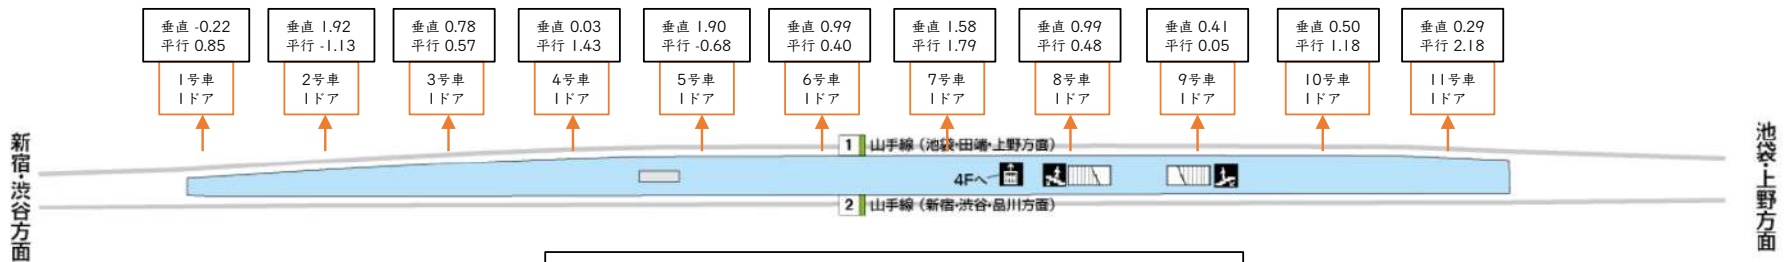 垂直 -0.22
平行 0.85
垂直 1.92
平行 -1.13
垂直 0.78
平行 0.57
垂直 0.03
平行 1.43
垂直 1.90
平行 -0.68
垂直 0.99
平行 0.40
垂直 1.58
平行 1.79
垂直 0.99
平行 0.48
垂直 0.41
平行 0.05
垂直 0.50
平行 1.18
垂直 0.29
平行 2.18
1号車
1ドア
2号車
1ドア
3号車
1ドア
4号車
1ドア
5号車
1ドア
6号車
1ドア
7号車
1ドア
8号車
1ドア
9号車
1ドア
10号車
1ドア
11号車
1ドア
新宿・渋谷方面
1 山手線(池袋・田端・上野方面)
4Fへ
2 山手線(新宿・渋谷・品川方面)
池袋・上野方面